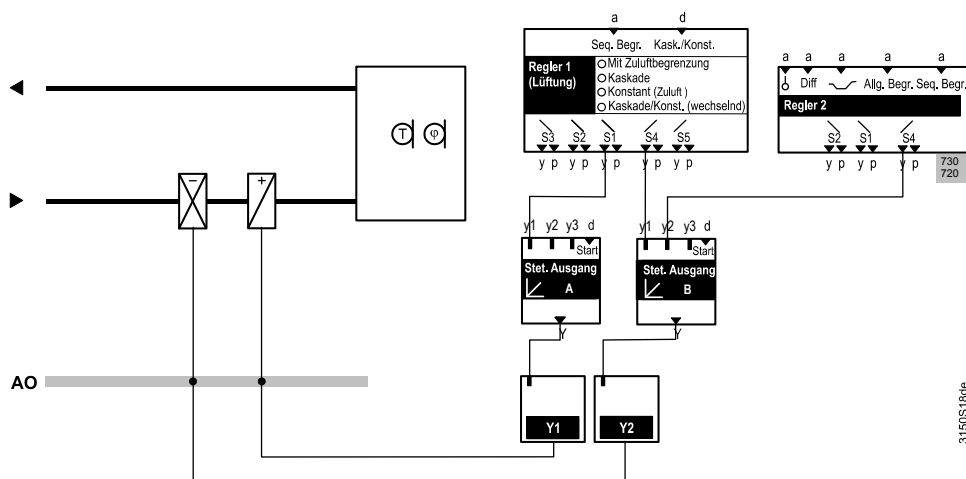 a d
Seq. Begr. Kask./Konst.
Regler 1
(Lüftung)
Mit Zuluftbegrenzung
Kaskade
Konstant (Zuluft )
Kaskade/Konst. (wechselnd)
S3 S2 S1 S4 S5
y p y p y p y p y p
a a a a a
Diff Allg. Begr. Seq. Begr.
Regler 2
S2 S1 S4
y p y p y p
730
720
T φ
− +
y1 y2 y3 d
Start
Stet. Ausgang
A
Y
y1 y2 y3 d
Start
Stet. Ausgang
B
Y
AO
Y1
Y2
3150S18de